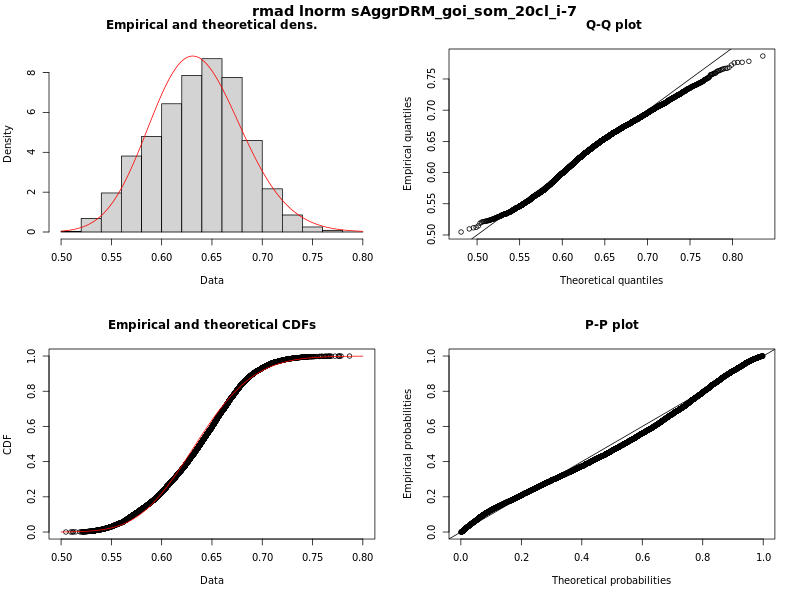 rmad lnorm sAggrDRM_goi_som_20cl_i-7
Empirical and theoretical dens.
Density
0 2 4 6 8
0.50 0.55 0.60 0.65 0.70 0.75 0.80
Data
Q-Q plot
Empirical quantiles
0.50 0.55 0.60 0.65 0.70 0.75
0.50 0.55 0.60 0.65 0.70 0.75 0.80
Theoretical quantiles
Empirical and theoretical CDFs
CDF
0.0 0.2 0.4 0.6 0.8 1.0
0.50 0.55 0.60 0.65 0.70 0.75 0.80
Data
P-P plot
Empirical probabilities
0.0 0.2 0.4 0.6 0.8 1.0
0.0 0.2 0.4 0.6 0.8 1.0
Theoretical probabilities